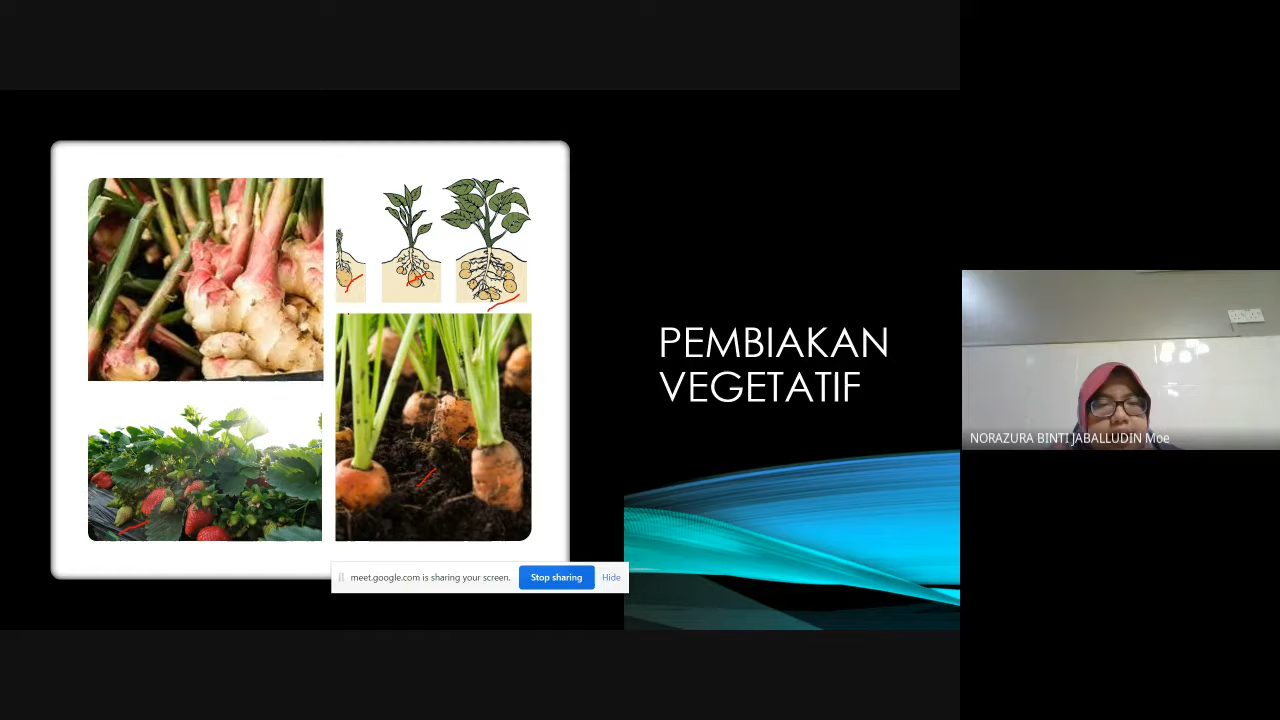 PEMBIAKAN
VEGETATIF
NORAZURA BINTI JABALLUDIN Moe
meet.google.com is sharing your screen.
Stop sharing
Hide